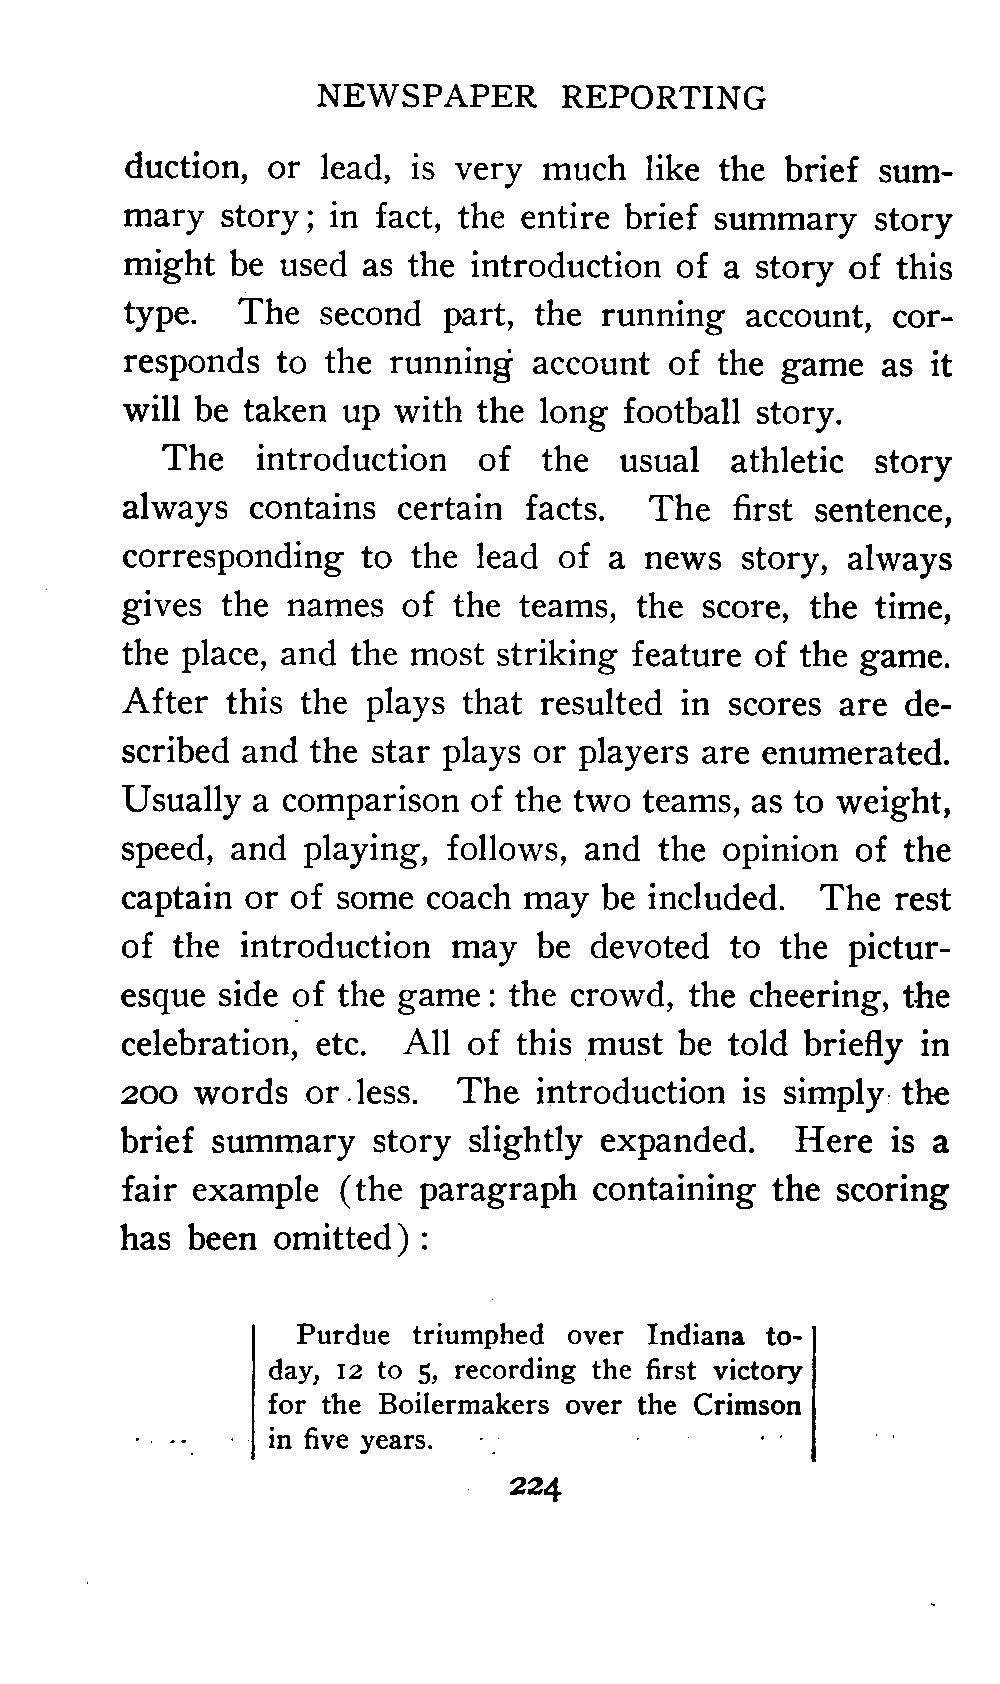 NEWSPAPER REPORTING
duction, or lead, is very much like the brief sum-
mary story; in fact, the entire brief summary story
might be used as the introduction of a story of this
type. The second part, the running account, cor-
responds to the running account of the game as it
will be taken up with the long football story.
The introduction of the usual athletic story
always contains certain facts. The first sentence,
corresponding to the lead of a news story, always
gives the names of the teams, the score, the time,
the place, and the most striking feature of the game.
After this the plays that resulted in scores are de-
scribed and the star plays or players are enumerated.
Usually a comparison of the two teams, as to weight,
speed, and playing, follows, and the opinion of the
captain or of some coach may be included. The rest
of the introduction may be devoted to the pictur-
esque side of the game: the crowd, the cheering, the
celebration, etc. All of this must be told briefly in
200 words or less. The introduction is simply the
brief summary story slightly expanded. Here is a
fair example (the paragraph containing the scoring
has been omitted):
Purdue triumphed over Indiana to-
day, 12 to 5, recording the first victory
for the Boilermakers over the Crimson
in five years.
224